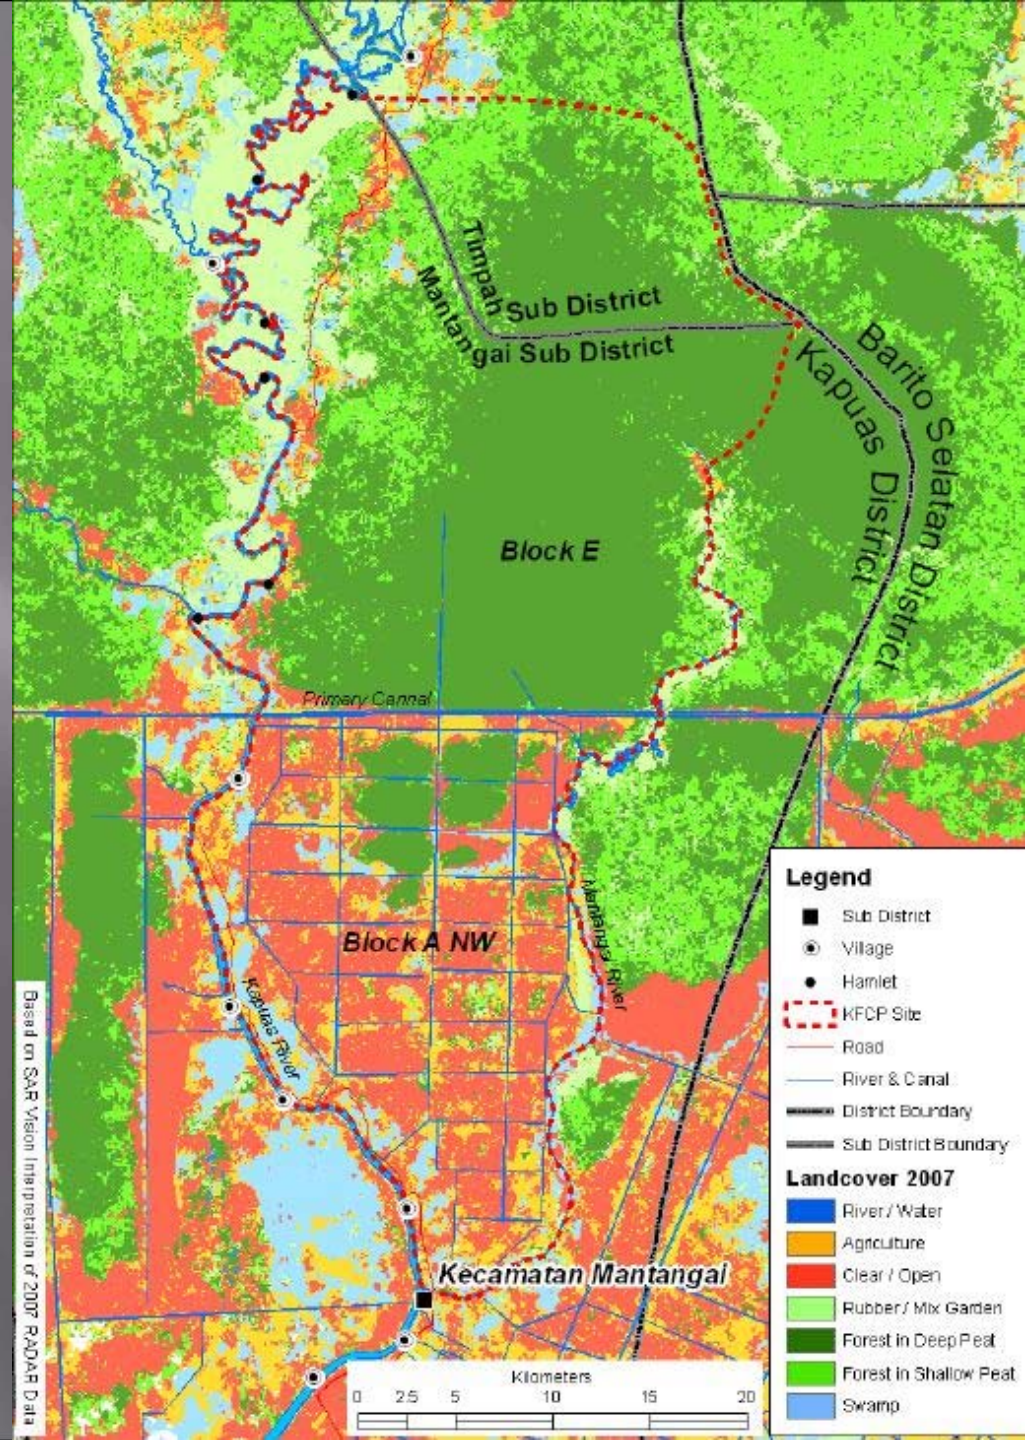 Timpah Sub District
Mantangai Sub District
Barito Selatan District
Kapuas District
Block E
Primary Cannal
Block A NW
Mantangai River
Kapuas River
Kecamatan Mantangai
Based on SAR Vision Interpretation of 2007 RADAR Data
Kilometers
0 2.5 5 10 15 20
Legend
Sub District
Village
Hamlet
KFCP Site
Road
River & Canal
District Boundary
Sub District Boundary
Landcover 2007
River / Water
Agriculture
Clear / Open
Rubber / Mix Garden
Forest in Deep Peat
Forest in Shallow Peat
Swamp